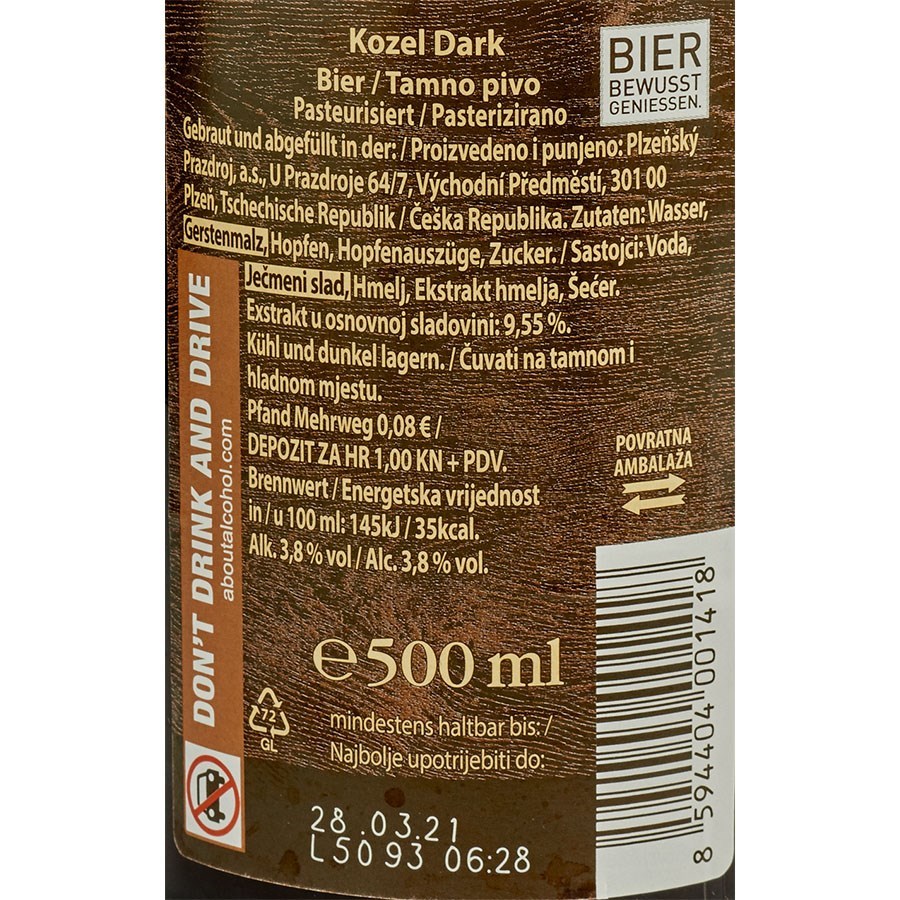 Kozel Dark
Bier / Tamno pivo
Pasteurisiert / Pasterizirano
BIER
BEWUSST
GENIESSEN.
Gebraut und abgefüllt in der: / Proizvedeno i punjeno: Plzeňský
Prazdroj, a.s., U Prazdroje 64/7, Východní Předměstí, 301 00
Plzeň, Tschechische Republik / Češka Republika. Zutaten: Wasser,
Gerstenmalz, Hopfen, Hopfenauszüge, Zucker. / Sastojci: Voda,
Ječmeni slad, Hmelj, Ekstrakt hmelja, Šećer.
Exstrakt u osnovnoj sladovini: 9,55 %.
Kühl und dunkel lagern. / Čuvati na tamnom i
hladnom mjestu.
Pfand Mehrweg 0,08 € /
DEPOZIT ZA HR 1,00 KN + PDV.
Brennwert / Energetska vrijednost
in / u 100 ml: 145kJ / 35kcal.
Alk. 3,8 % vol / Alc. 3,8 % vol.
POVRATNA
AMBALAŽA
DON'T DRINK AND DRIVE
aboutalcohol.com
℮500 ml
72
GL
mindestens haltbar bis: /
Najbolje upotrijebiti do:
28.03.21
L5093 06:28
8 594404 001418